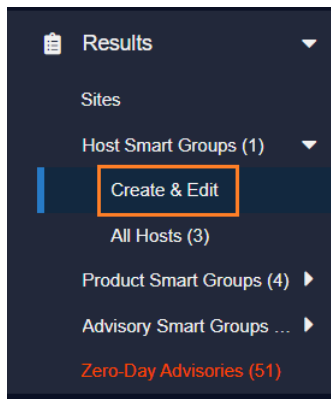 Results
Sites
Host Smart Groups (1)
Create & Edit
All Hosts (3)
Product Smart Groups (4)
Advisory Smart Groups ...
Zero-Day Advisories (51)